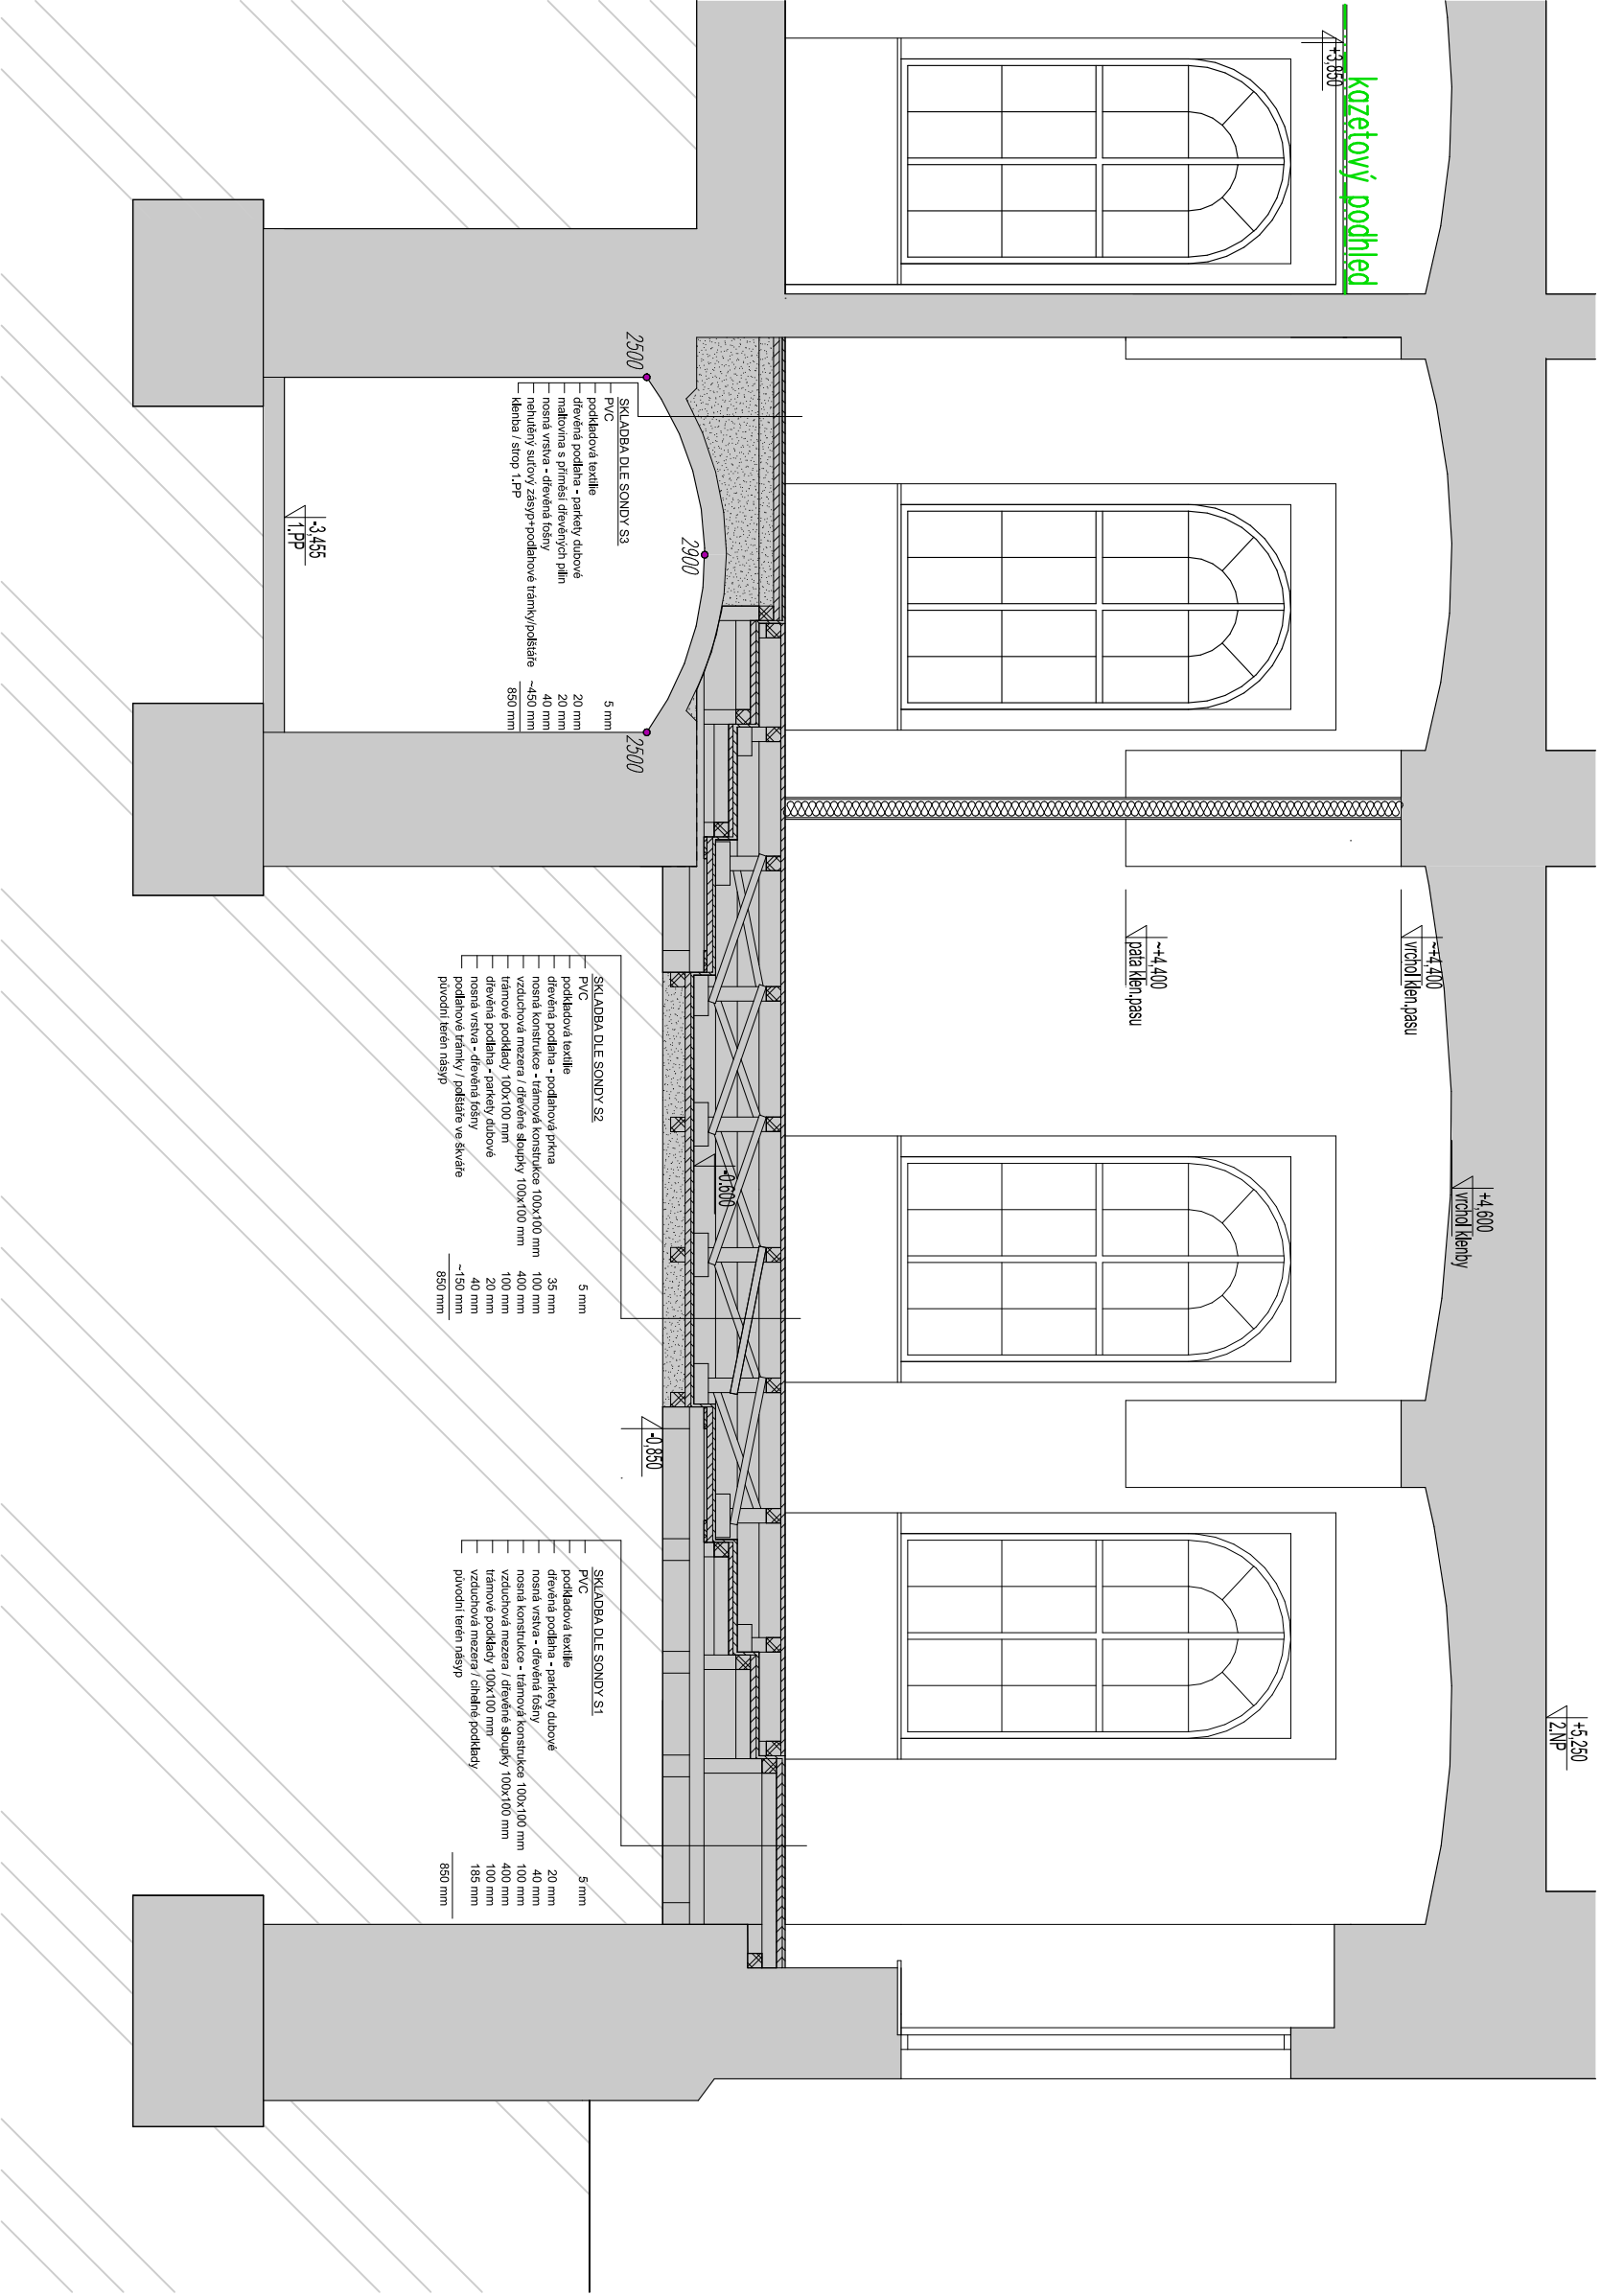 +5,250
2.NP
+4,600
vrchol klenby
~+4,400
vrchol klen.pasu
~+4,400
pata klen.pasu
kazetový podhled
+3,850
-0.600
-0,850
2500
2900
2500
-3,455
1.PP
SKLADBA DLE SONDY S3
PVC 5 mm
podkladová textílie
dřevěná podlaha - parkety dubové 20 mm
maltovina s příměsí dřevěných pilin 20 mm
nosná vrstva - dřevěná fošny 40 mm
nehutěný suťový zásyp+podlahové trámky/polštáře ~450 mm
klenba / strop 1.PP 850 mm
SKLADBA DLE SONDY S2
PVC 5 mm
podkladová textílie
dřevěná podlaha - podlahová prkna 35 mm
nosná konstrukce - trámová konstrukce 100x100 mm 100 mm
vzduchová mezera / dřevěné sloupky 100x100 mm 400 mm
trámové podklady 100x100 mm 100 mm
dřevěná podlaha - parkety dubové 20 mm
nosná vrstva - dřevěná fošny 40 mm
podlahové trámky / polštáře ve škváře ~150 mm
původní terén násyp 850 mm
SKLADBA DLE SONDY S1
PVC 5 mm
podkladová textílie
dřevěná podlaha - parkety dubové 20 mm
nosná vrstva - dřevěná fošny 40 mm
nosná konstrukce - trámová konstrukce 100x100 mm 100 mm
vzduchová mezera / dřevěné sloupky 100x100 mm 400 mm
trámové podklady 100x100 mm 100 mm
vzduchová mezera / cihelné podklady 185 mm
původní terén násyp
850 mm